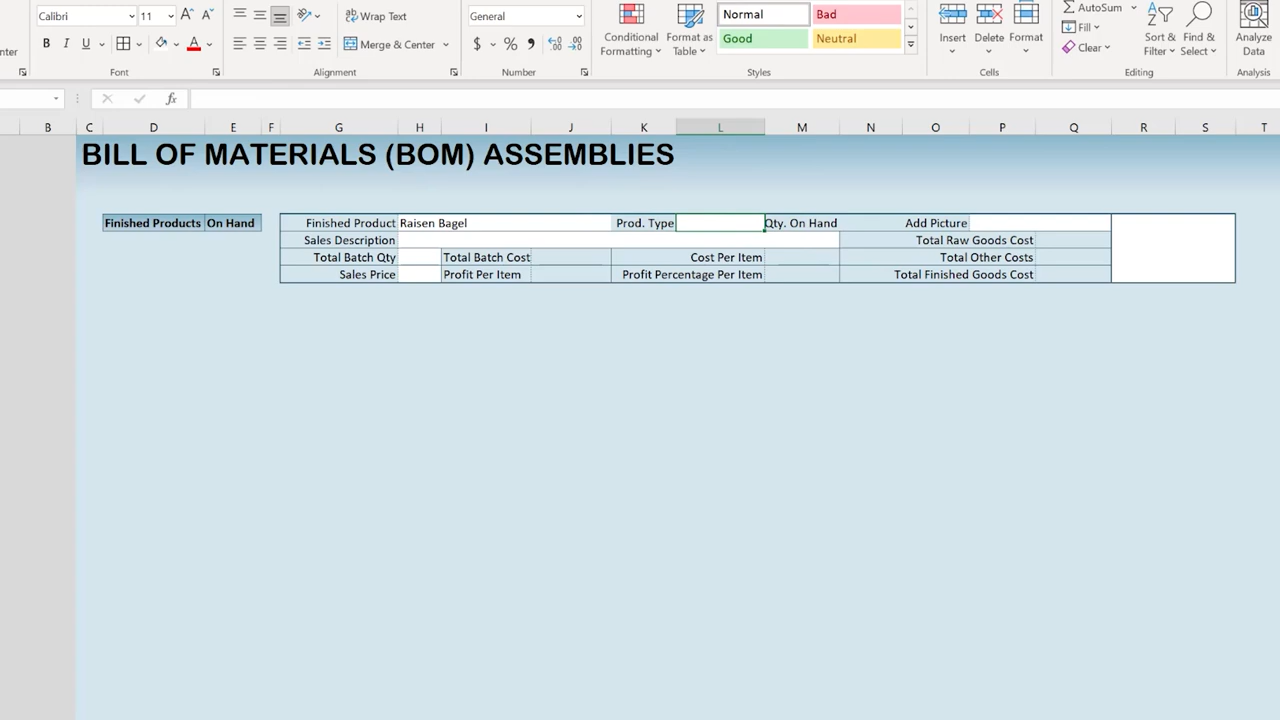 Calibri 11 Wrap Text General Normal Bad AutoSum
B I U Merge & Center $ % 9 Conditional Formatting Format as Table Good Neutral Insert Delete Format Fill Clear Sort & Filter Find & Select Analyze Data
nter Font Alignment Number Styles Cells Editing Analysis
fx
B C D E F G H I J K L M N O P Q R S T
BILL OF MATERIALS (BOM) ASSEMBLIES
Finished Products On Hand Finished Product Raisen Bagel Prod. Type Qty. On Hand Add Picture
Sales Description Total Raw Goods Cost
Total Batch Qty Total Batch Cost Cost Per Item Total Other Costs
Sales Price Profit Per Item Profit Percentage Per Item Total Finished Goods Cost